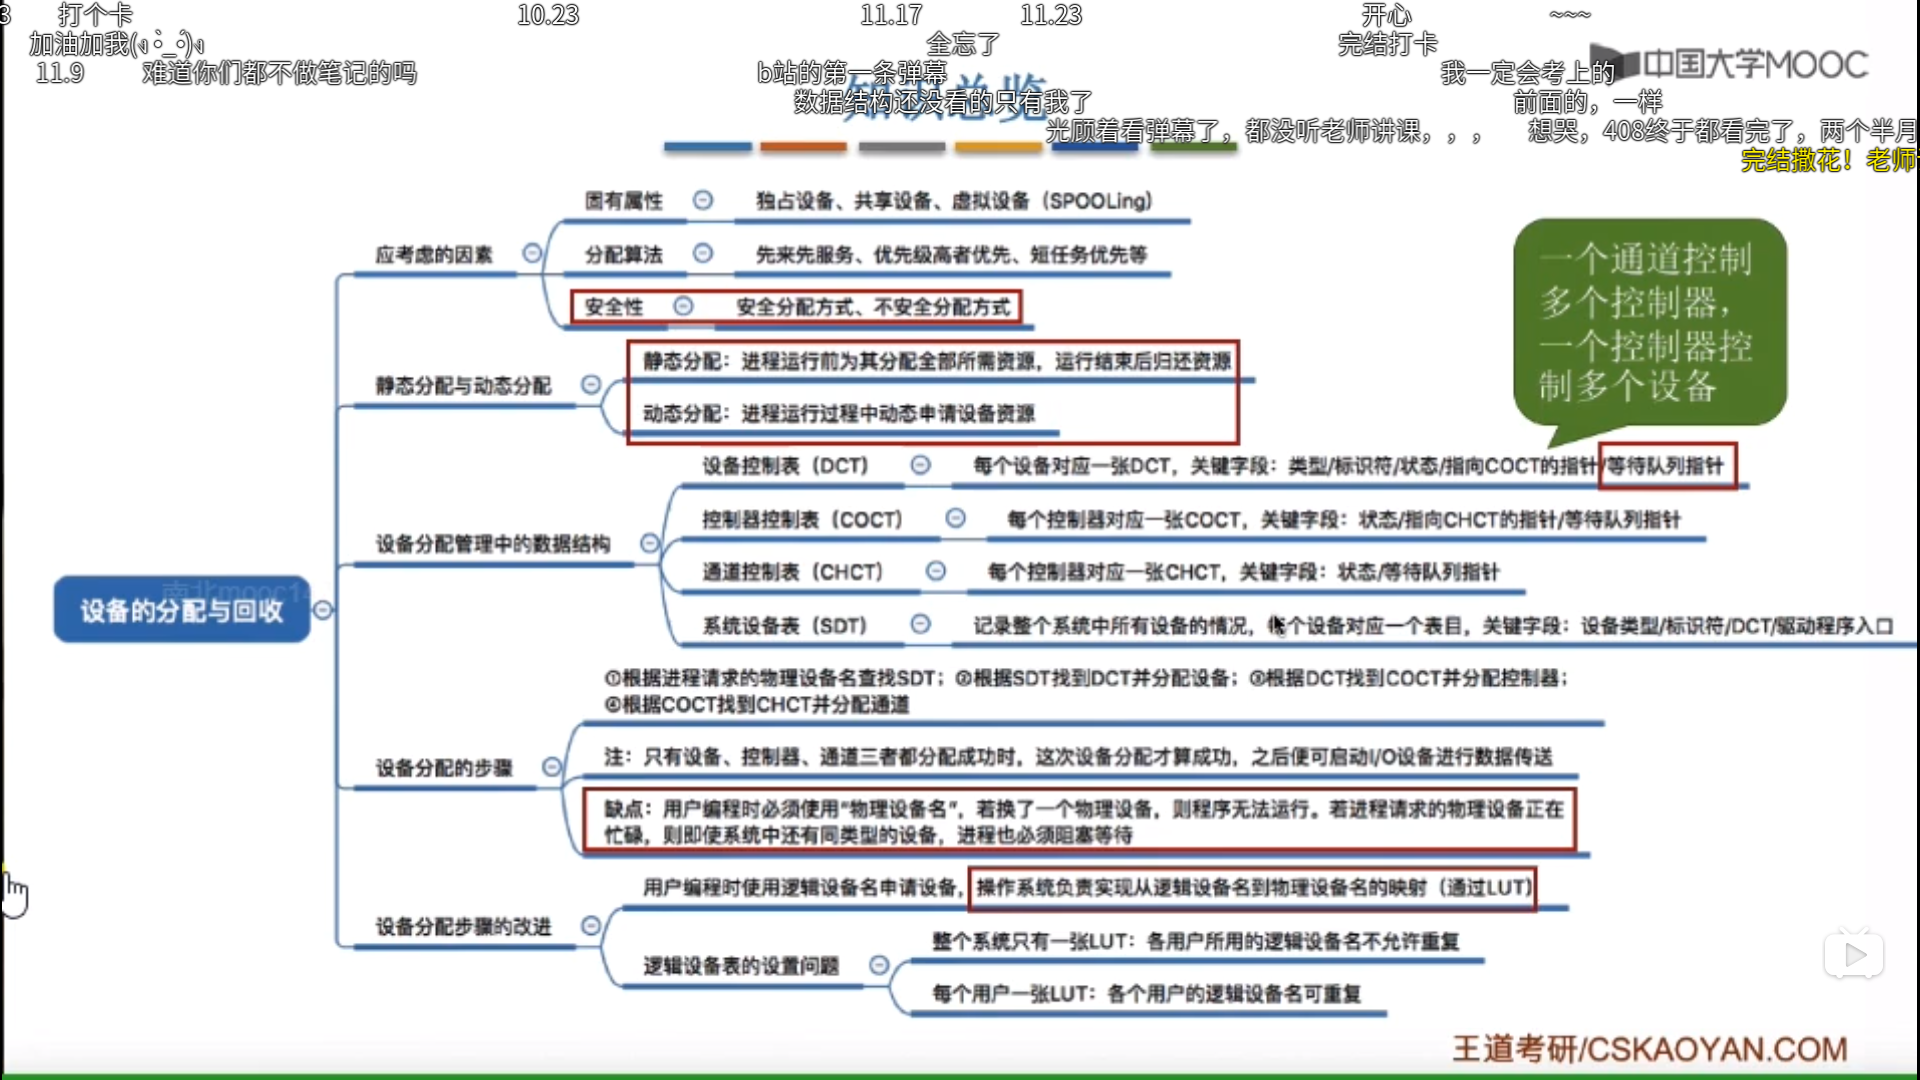 打个卡
10.23
11.17
11.23
开心
~~~
加油加我
全忘了
完结打卡
11.9
难道你们都不做笔记的吗
b站的第一条弹幕
我一定会考上的
中国大学MOOC
知识总览
数据结构还没看的只有我了
前面的，一样
光顾着看弹幕了，都没听老师讲课，，，
想哭，408终于都看完了，两个半月
完结撒花！老师
固有属性
独占设备、共享设备、虚拟设备（SPOOLing）
应考虑的因素
分配算法
先来先服务、优先级高者优先、短任务优先等
安全性
安全分配方式、不安全分配方式
一个通道控制
多个控制器，
一个控制器控
制多个设备
静态分配与动态分配
静态分配：进程运行前为其分配全部所需资源，运行结束后归还资源
动态分配：进程运行过程中动态申请设备资源
设备分配管理中的数据结构
设备控制表（DCT）
每个设备对应一张DCT，关键字段：类型/标识符/状态/指向COCT的指针/等待队列指针
控制器控制表（COCT）
每个控制器对应一张COCT，关键字段：状态/指向CHCT的指针/等待队列指针
通道控制表（CHCT）
每个控制器对应一张CHCT，关键字段：状态/等待队列指针
系统设备表（SDT）
记录整个系统中所有设备的情况，每个设备对应一个表目，关键字段：设备类型/标识符/DCT/驱动程序入口
设备的分配与回收
设备分配的步骤
①根据进程请求的物理设备名查找SDT；②根据SDT找到DCT并分配设备；③根据DCT找到COCT并分配控制器；
④根据COCT找到CHCT并分配通道
注：只有设备、控制器、通道三者都分配成功时，这次设备分配才算成功，之后便可启动I/O设备进行数据传送
缺点：用户编程时必须使用“物理设备名”，若换了一个物理设备，则程序无法运行。若进程请求的物理设备正在
忙碌，则即使系统中还有同类型的设备，进程也必须阻塞等待
设备分配步骤的改进
用户编程时使用逻辑设备名申请设备，操作系统负责实现从逻辑设备名到物理设备名的映射（通过LUT）
逻辑设备表的设置问题
整个系统只有一张LUT：各用户所用的逻辑设备名不允许重复
每个用户一张LUT：各个用户的逻辑设备名可重复
王道考研/CSKAOYAN.COM